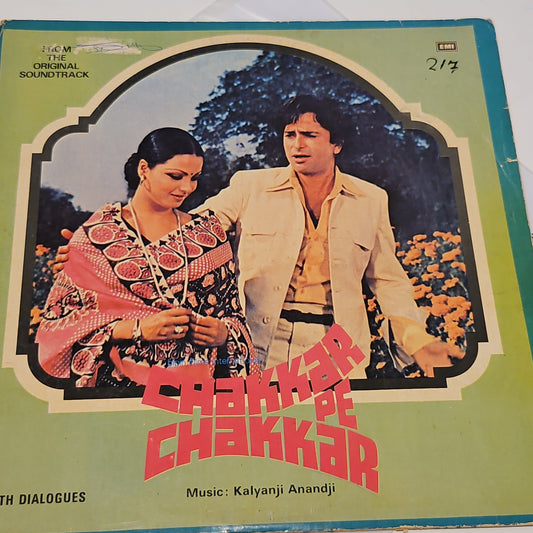 FROM
THE
ORIGINAL
SOUNDTRACK
EMI
217
CHAKKAR
PE
CHAKKAR
TH DIALOGUES
Music: Kalyanji Anandji